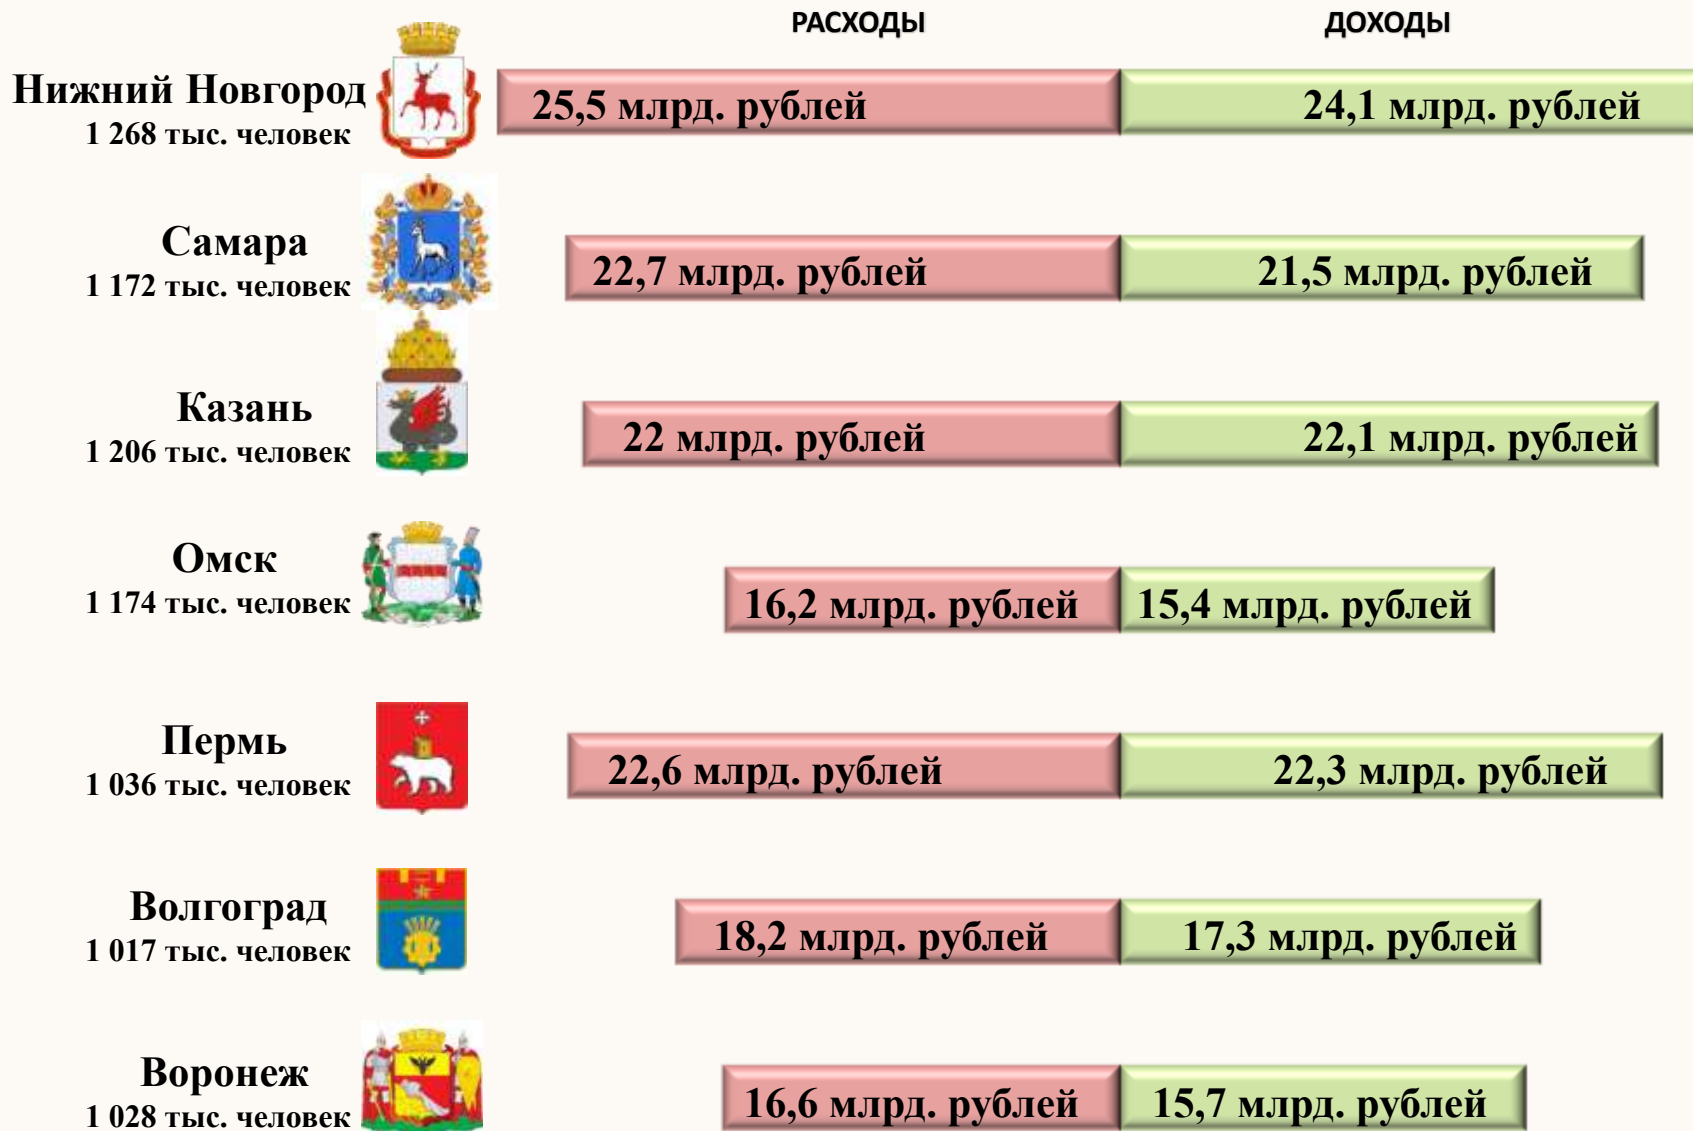 РАСХОДЫ ДОХОДЫ
Нижний Новгород
1 268 тыс. человек
25,5 млрд. рублей 24,1 млрд. рублей
Самара
1 172 тыс. человек
22,7 млрд. рублей 21,5 млрд. рублей
Казань
1 206 тыс. человек
22 млрд. рублей 22,1 млрд. рублей
Омск
1 174 тыс. человек
16,2 млрд. рублей 15,4 млрд. рублей
Пермь
1 036 тыс. человек
22,6 млрд. рублей 22,3 млрд. рублей
Волгоград
1 017 тыс. человек
18,2 млрд. рублей 17,3 млрд. рублей
Воронеж
1 028 тыс. человек
16,6 млрд. рублей 15,7 млрд. рублей